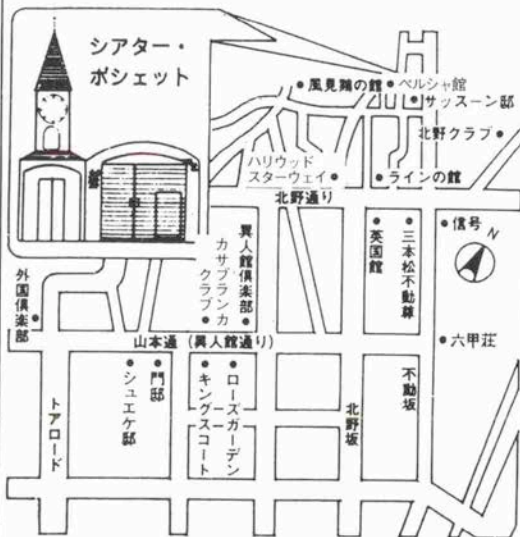 シアター・
ポシェット
風見鶏の館
ペルシャ館
サッスーン邸
北野クラブ
ハリウッド
スターウェイ
ラインの館
北野通り
信号
N
英国館
三本松不動尊
異人館倶楽部
カサブランカ
クラブ
外国倶楽部
山本通(異人館通り)
六甲荘
不動坂
門邸
シュエケ邸
ローズガーデン
キングスコート
北野坂
トアロード